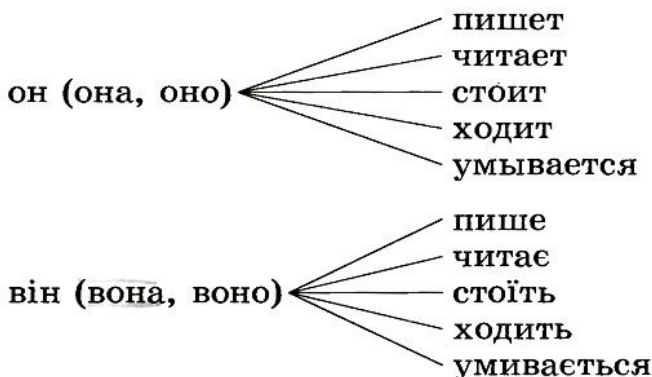 пишет
читает
он (она, оно) стоит
ходит
умывается
пише
читає
він (вона, воно) стоїть
ходить
умивається